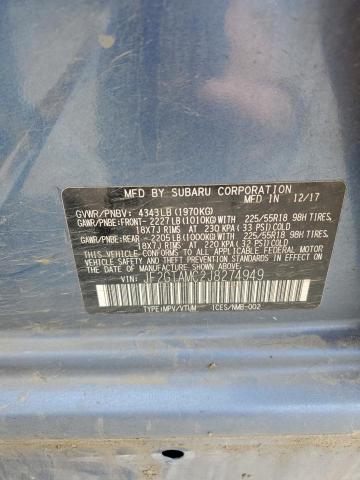 MFD BY SUBARU CORPORATION 12/17
GVWR/PNBV: 4343LB (1970KG)
GAWR/PNBE:FRONT- 2227LB (1010KG) WITH 225/55R18 98H TIRES,
18X7J RIMS AT 230 KPA (33 PSI) COLD
GAWR/PNBE:REAR -2205LB (1000KG) WITH 225/55R18 98H TIRES,
18X7J RIMS AT 220 KPA (32 PSI) COLD
THIS VEHICLE CONFORMS TO ALL APPLICABLE FEDERAL MOTOR
VEHICLE SAFETY, BUMPER, AND THEFT PREVENTION STANDARDS
IN EFFECT ON THE DATE OF MANUFACTURE SHOWN ABOVE.
VIN: JF2GTAMC2J8274949
TYPE:MPV/VTUM ICES/NMB-002